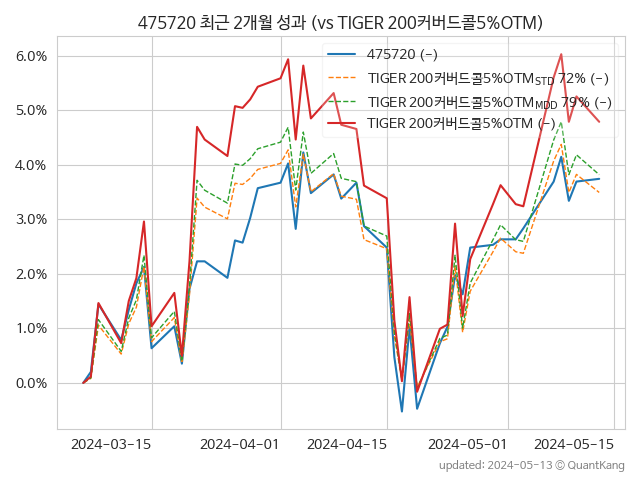 475720 최근 2개월 성과 (vs TIGER 200커버드콜5%OTM)
475720 (-)
TIGER 200커버드콜5%OTM_STD 72% (-)
TIGER 200커버드콜5%OTM_MDD 79% (-)
TIGER 200커버드콜5%OTM (-)
6.0%
5.0%
4.0%
3.0%
2.0%
1.0%
0.0%
2024-03-15 2024-04-01 2024-04-15 2024-05-01 2024-05-15
updated: 2024-05-13 © QuantKang